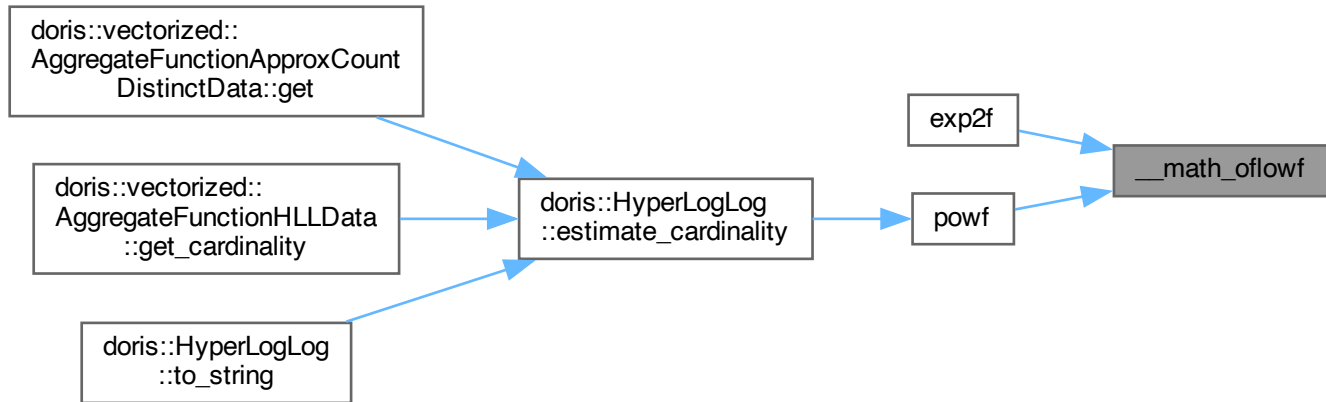 doris::vectorized::
AggregateFunctionApproxCount
DistinctData::get
doris::vectorized::
AggregateFunctionHLLData
::get_cardinality
doris::HyperLogLog
::to_string
doris::HyperLogLog
::estimate_cardinality
exp2f
powf
__math_oflowf